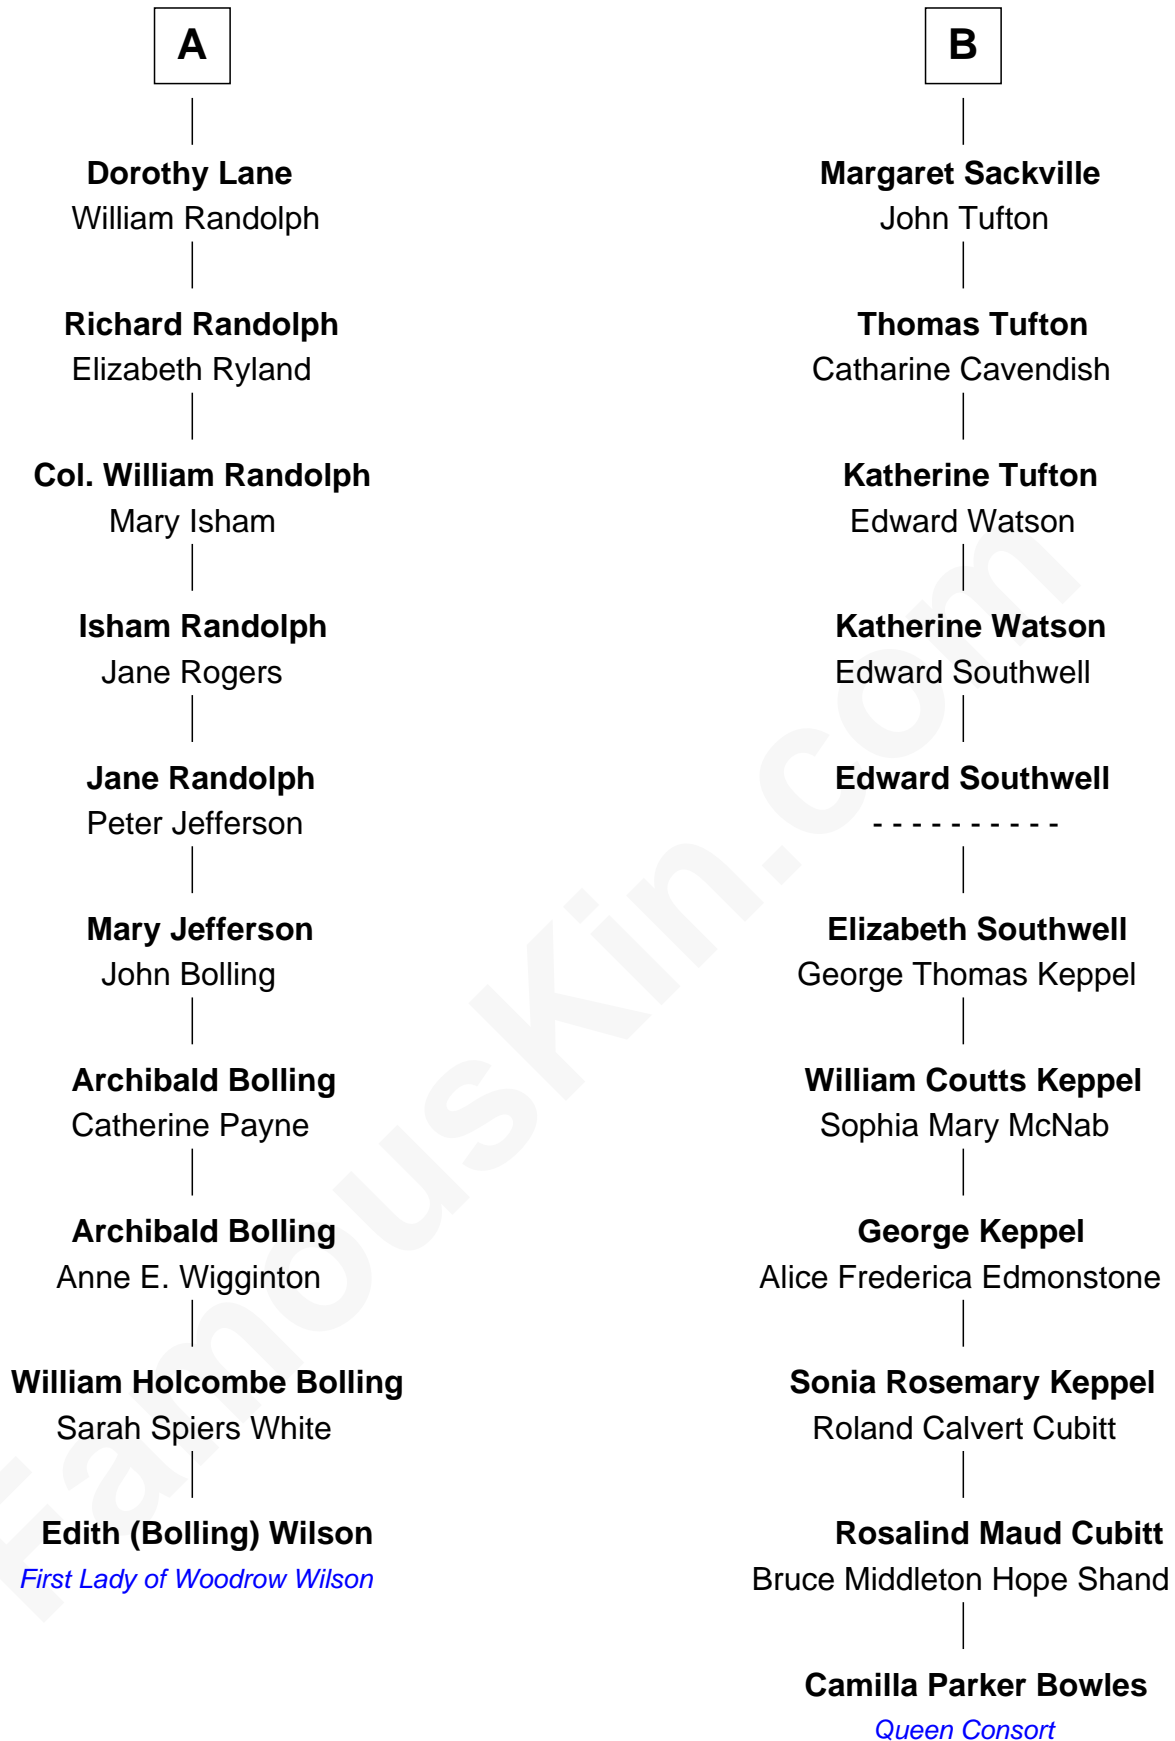 A
Dorothy Lane
William Randolph
Richard Randolph
Elizabeth Ryland
Col. William Randolph
Mary Isham
Isham Randolph
Jane Rogers
Jane Randolph
Peter Jefferson
Mary Jefferson
John Bolling
Archibald Bolling
Catherine Payne
Archibald Bolling
Anne E. Wigginton
William Holcombe Bolling
Sarah Spiers White
Edith (Bolling) Wilson
First Lady of Woodrow Wilson
B
Margaret Sackville
John Tufton
Thomas Tufton
Catharine Cavendish
Katherine Tufton
Edward Watson
Katherine Watson
Edward Southwell
Edward Southwell
- - - - - - - - - -
Elizabeth Southwell
George Thomas Keppel
William Coutts Keppel
Sophia Mary McNab
George Keppel
Alice Frederica Edmonstone
Sonia Rosemary Keppel
Roland Calvert Cubitt
Rosalind Maud Cubitt
Bruce Middleton Hope Shand
Camilla Parker Bowles
Queen Consort
FamousKin.com